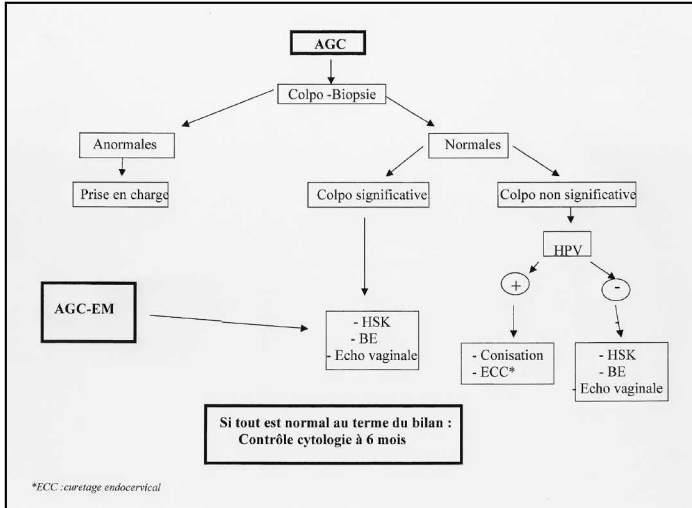 AGC
Colpo -Biopsie
Anormales
Normales
Prise en charge
Colpo significative
Colpo non significative
HPV
+
-
AGC-EM
- HSK
- BE
- Echo vaginale
- Conisation
- ECC*
- HSK
- BE
- Echo vaginale
Si tout est normal au terme du bilan :
Contrôle cytologie à 6 mois
*ECC :curetage endocervical